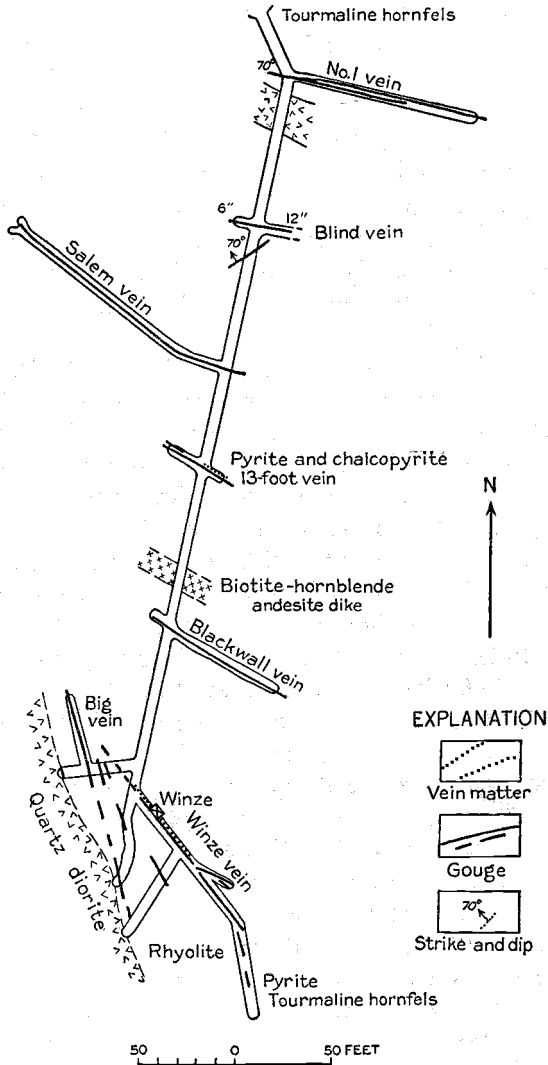 Tourmaline hornfels
70°
No.1 vein
6"
12"
Blind vein
70°
Salem vein
Pyrite and chalcopyrite
13-foot vein
N
Biotite-hornblende
andesite dike
Blackwall vein
Big
vein
Winze
Winze vein
Quartz diorite
Rhyolite
Pyrite
Tourmaline hornfels
EXPLANATION
Vein matter
Gouge
70°
Strike and dip
50 0 50 FEET